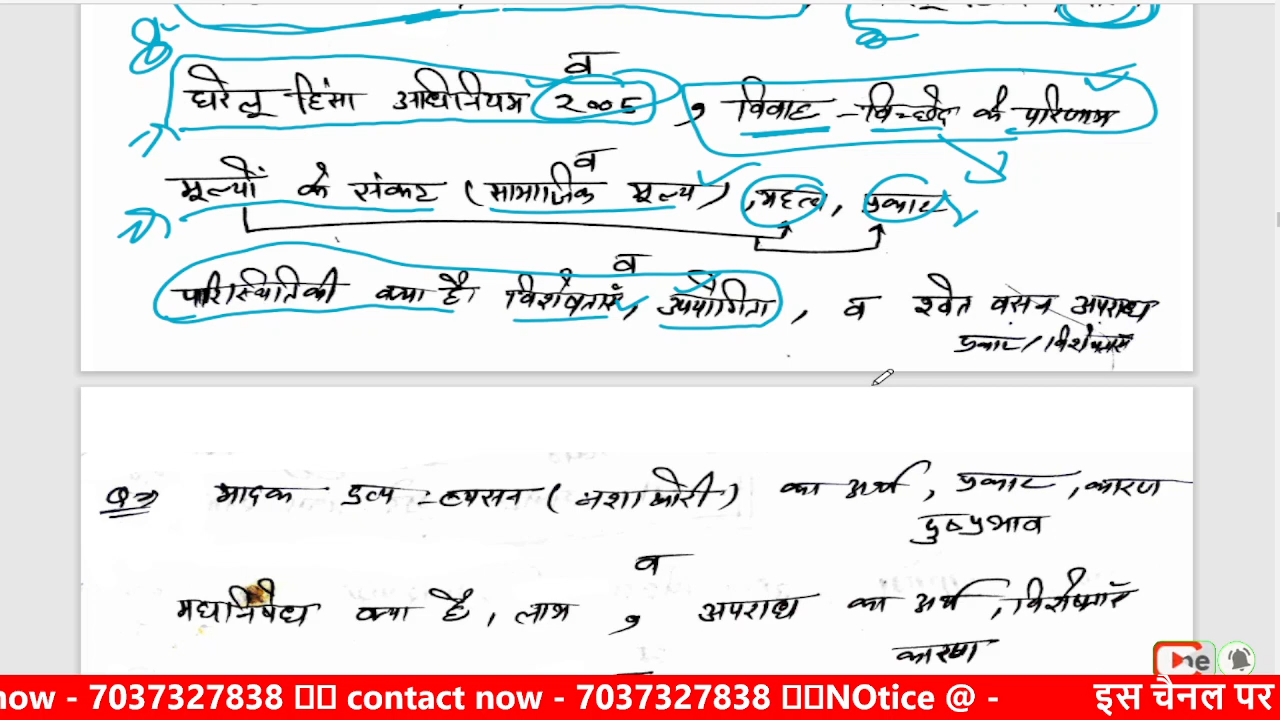 व
घरेलू हिंसा अधिनियम 2005, विवाह - विच्छेद के परिणाम
व
मूल्यों के संकट (सामाजिक मूल्य), महत्व, प्रकार
व
पारिस्थितिकी क्या है। विशेषताएँ, उपयोगिता, व श्वेत वसन अपराध
प्रकार/विशेषताएँ
Q⇒ मादक द्रव्य - व्यसन (नशाखोरी) का अर्थ, प्रकार, कारण
दुष्प्रभाव
व
मद्यनिषेध क्या है, लाभ, अपराध का अर्थ, विशेषताएँ
कारण
now - 7037327838 contact now - 7037327838 NOtice @ - इस चैनल पर